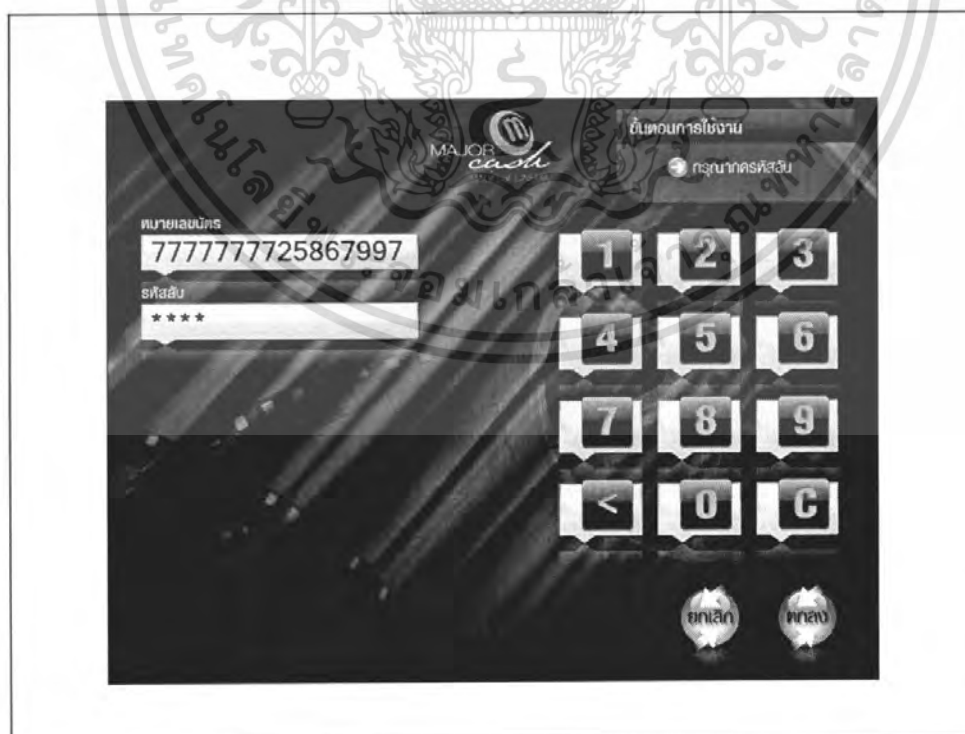 MAJOR
cash
ขั้นตอนการใช้งาน
กรุณากดรหัสลับ
หมายเลขบัตร
7777777725867997
รหัสลับ
****
1 2 3
4 5 6
7 8 9
< 0 C
ยกเลิก ตกลง